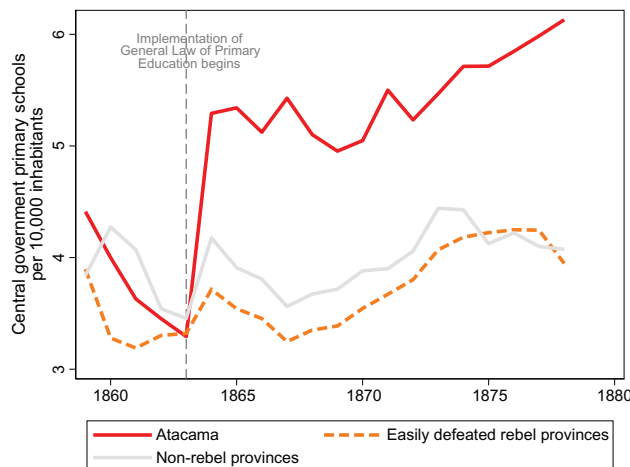 Implementation of
General Law of Primary
Education begins
Central government primary schools
per 10,000 inhabitants
6
5
4
3
1860 1865 1870 1875 1880
Atacama Easily defeated rebel provinces
Non-rebel provinces